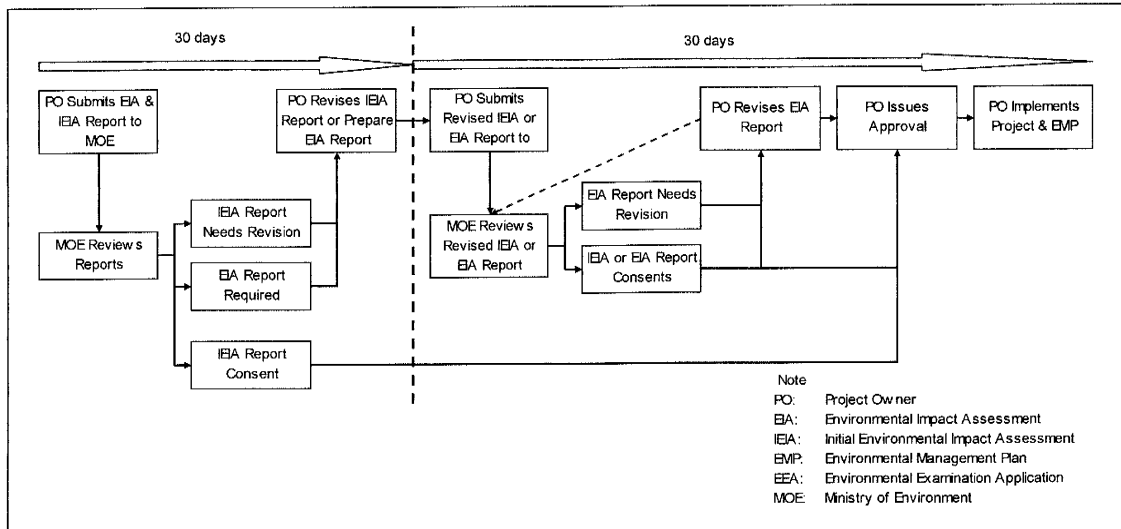 30 days
30 days
PO Submits EIA &
IEIA Report to
MOE
PO Revises IEIA
Report or Prepare
EIA Report
PO Submits
Revised IEIA or
EIA Report to
PO Revises EIA
Report
PO Issues
Approval
PO Implements
Project & EMP
MOE Review's
Reports
IEIA Report
Needs Revision
EIA Report
Required
IEIA Report
Consent
MOE Review's
Revised IEIA or
EIA Report
EIA Report Needs
Revision
IEIA or EIA Report
Consents
Note
PO: Project Owner
EIA: Environmental Impact Assessment
IEIA: Initial Environmental Impact Assessment
EMP: Environmental Management Plan
EEA: Environmental Examination Application
MOE: Ministry of Environment